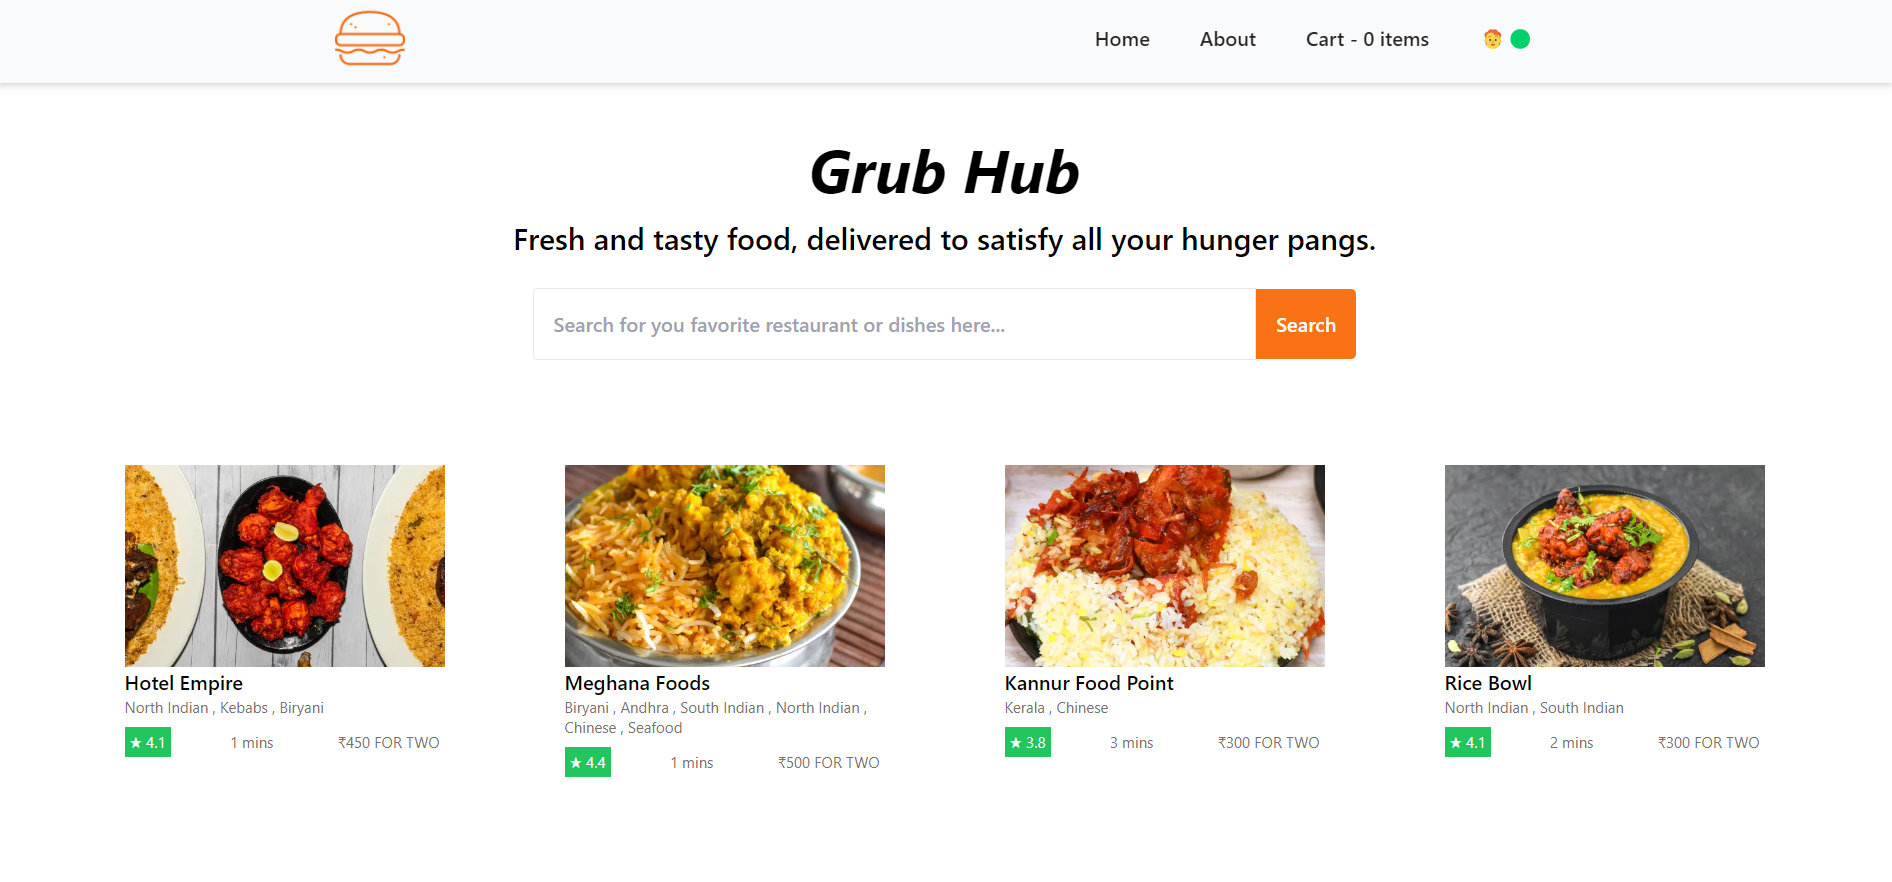 Home About Cart - 0 items
Grub Hub
Fresh and tasty food, delivered to satisfy all your hunger pangs.
Search for you favorite restaurant or dishes here...
Search
Hotel Empire
North Indian , Kebabs , Biryani
★ 4.1 1 mins ₹450 FOR TWO
Meghana Foods
Biryani , Andhra , South Indian , North Indian ,
Chinese , Seafood
★ 4.4 1 mins ₹500 FOR TWO
Kannur Food Point
Kerala , Chinese
★ 3.8 3 mins ₹300 FOR TWO
Rice Bowl
North Indian , South Indian
★ 4.1 2 mins ₹300 FOR TWO